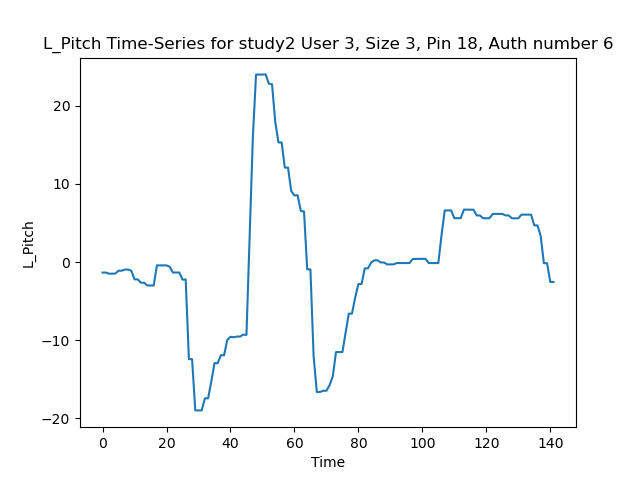 L_Pitch Time-Series for study2 User 3, Size 3, Pin 18, Auth number 6
20
10
0
−10
−20
L_Pitch
0 20 40 60 80 100 120 140
Time